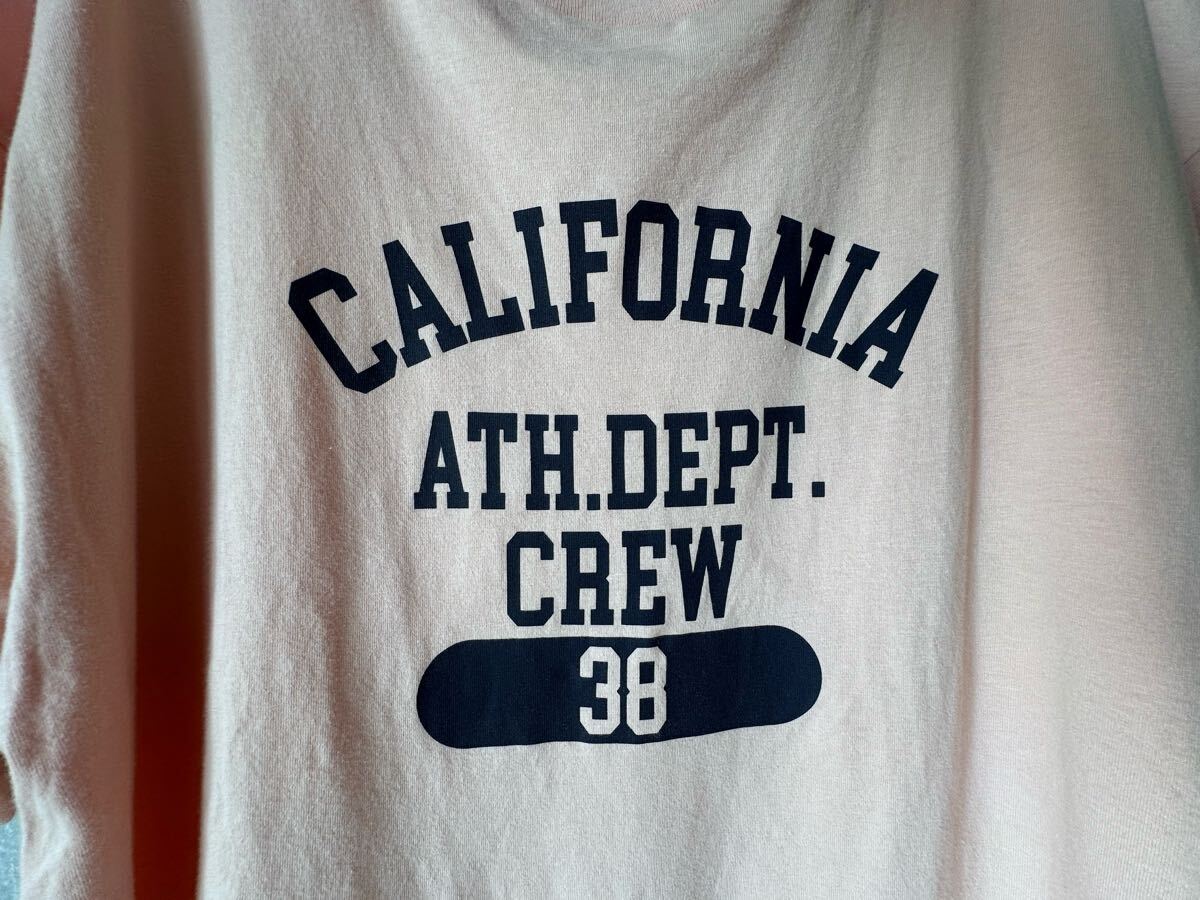 CALIFORNIA
ATH.DEPT.
CREW
38